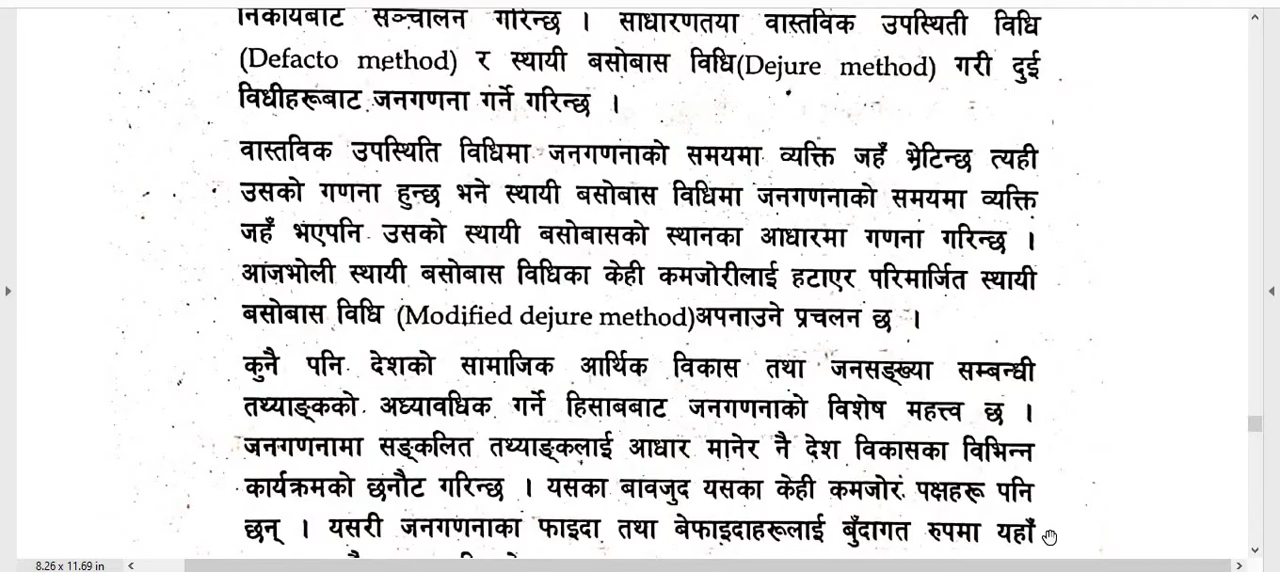 निकायबाट सञ्चालन गरिन्छ । साधारणतया वास्तविक उपस्थिती विधि
(Defacto method) र स्थायी बसोबास विधि(Dejure method) गरी दुई
विधीहरूबाट जनगणना गर्ने गरिन्छ ।
वास्तविक उपस्थिति विधिमा जनगणनाको समयमा व्यक्ति जहाँ भेटिन्छ त्यही
उसको गणना हुन्छ भने स्थायी बसोबास विधिमा जनगणनाको समयमा व्यक्ति
जहाँ भएपनि उसको स्थायी बसोबासको स्थानका आधारमा गणना गरिन्छ ।
आजभोली स्थायी बसोबास विधिका केही कमजोरीलाई हटाएर परिमार्जित स्थायी
बसोबास विधि (Modified dejure method)अपनाउने प्रचलन छ ।
कुनै पनि देशको सामाजिक आर्थिक विकास तथा जनसङ्ख्या सम्बन्धी
तथ्याङ्कको अध्यावधिक गर्ने हिसाबबाट जनगणनाको विशेष महत्त्व छ ।
जनगणनामा सङ्कलित तथ्याङ्कलाई आधार मानेर नै देश विकासका विभिन्न
कार्यक्रमको छनौट गरिन्छ । यसका बावजुद यसका केही कमजोर पक्षहरू पनि
छन् । यसरी जनगणनाका फाइदा तथा बेफाइदाहरूलाई बुँदागत रुपमा यहाँ
8.26 x 11.69 in